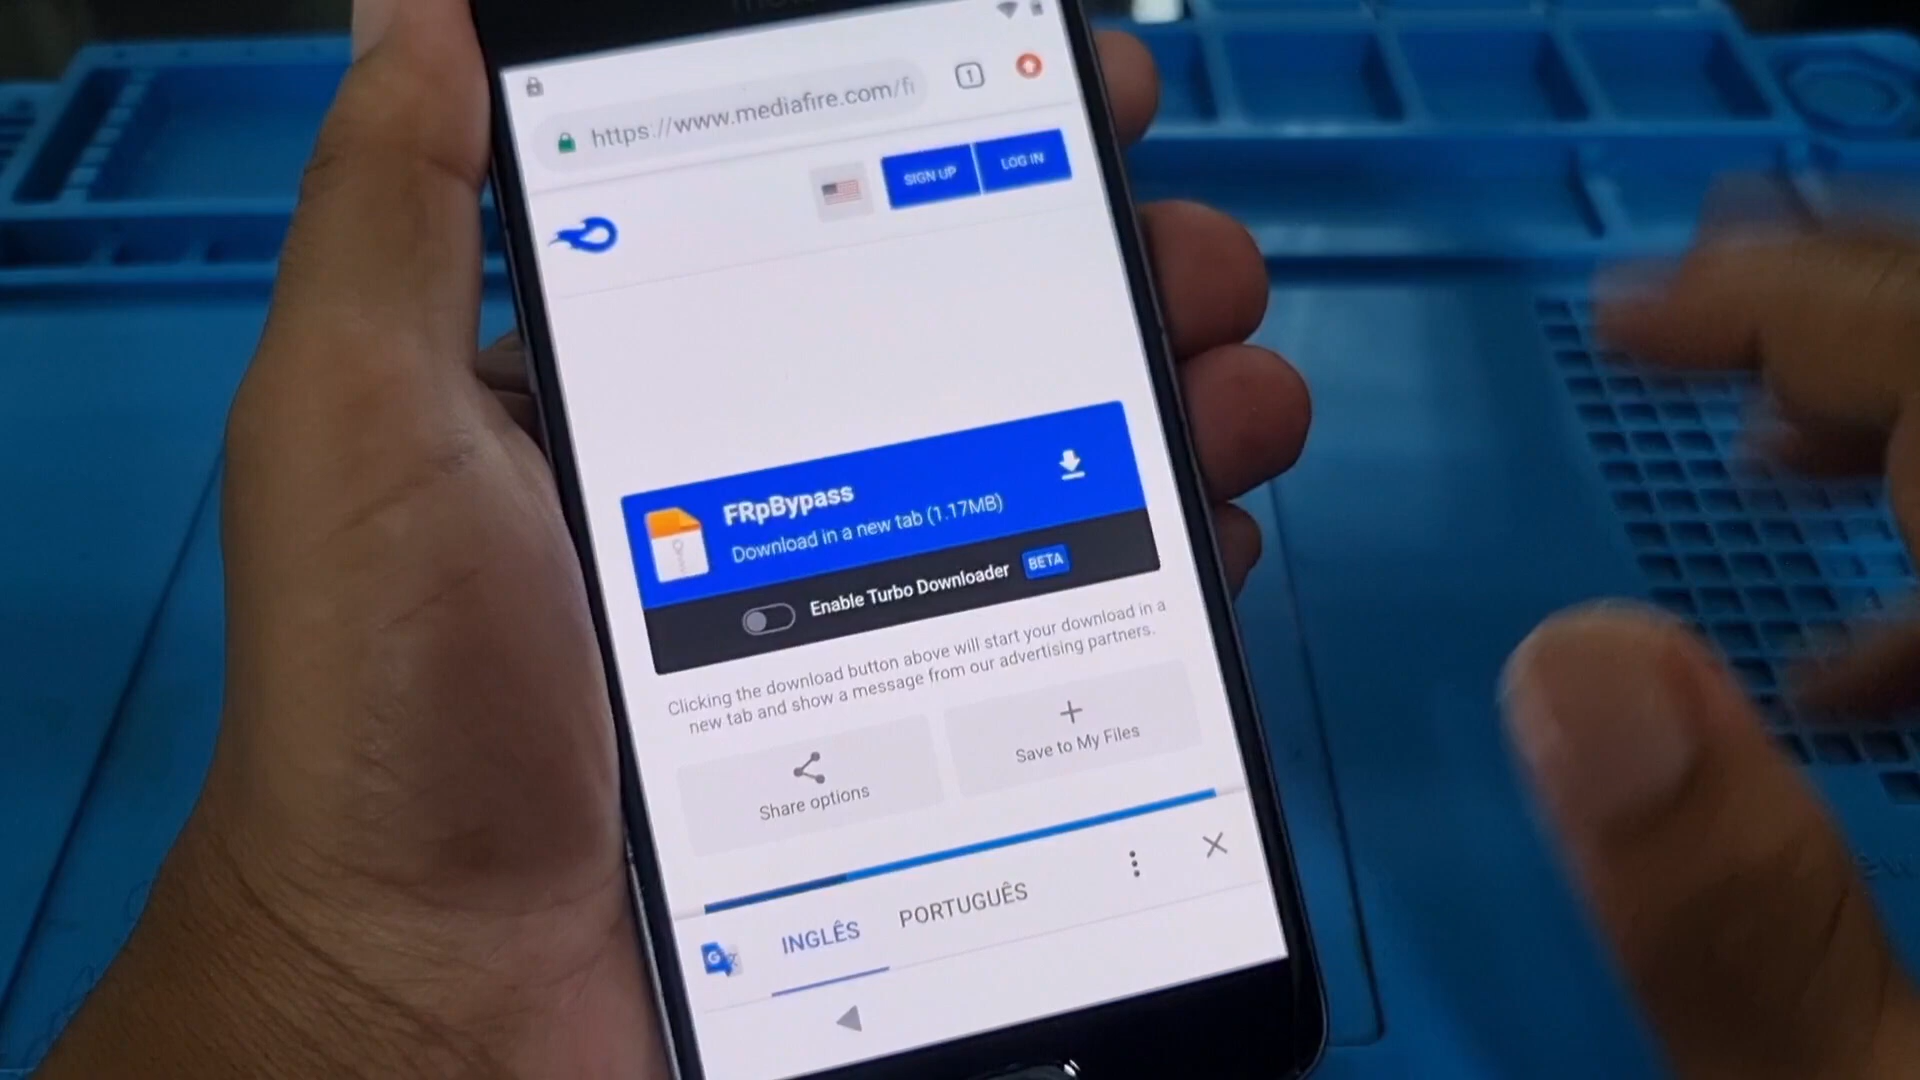 https://www.mediafire.com/fi
1
SIGN UP
LOG IN
FRpBypass
Download in a new tab (1.17MB)
Enable Turbo Downloader BETA
Clicking the download button above will start your download in a
new tab and show a message from our advertising partners.
Share options
Save to My Files
INGLÊS
PORTUGUÊS